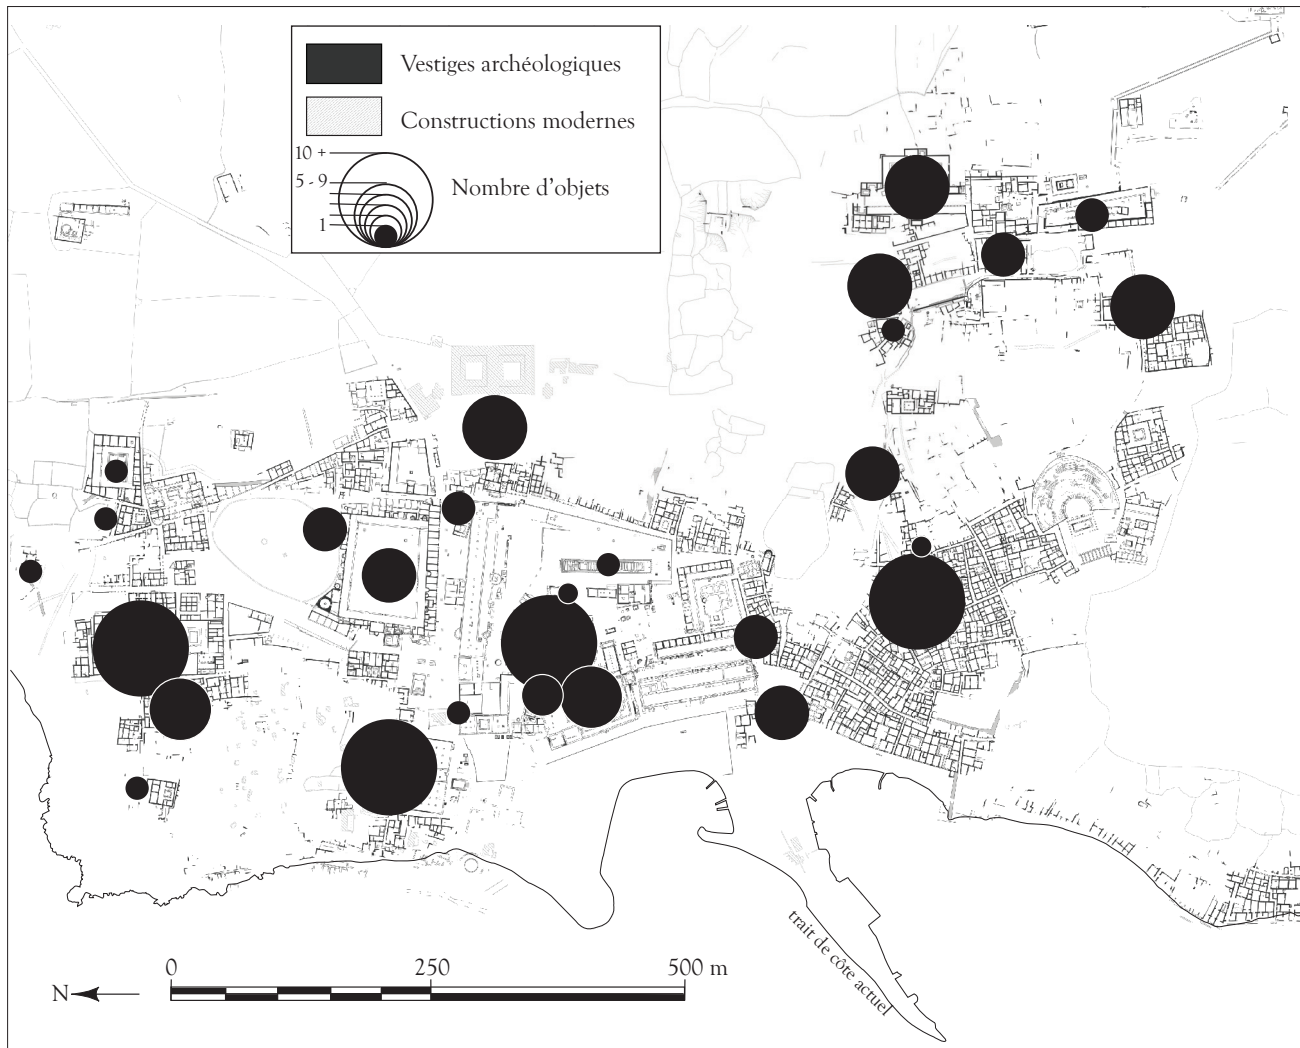 Vestiges archéologiques
Constructions modernes
10 +
5 - 9
1
Nombre d'objets
trait de côte actuel
0 250 500 m
N